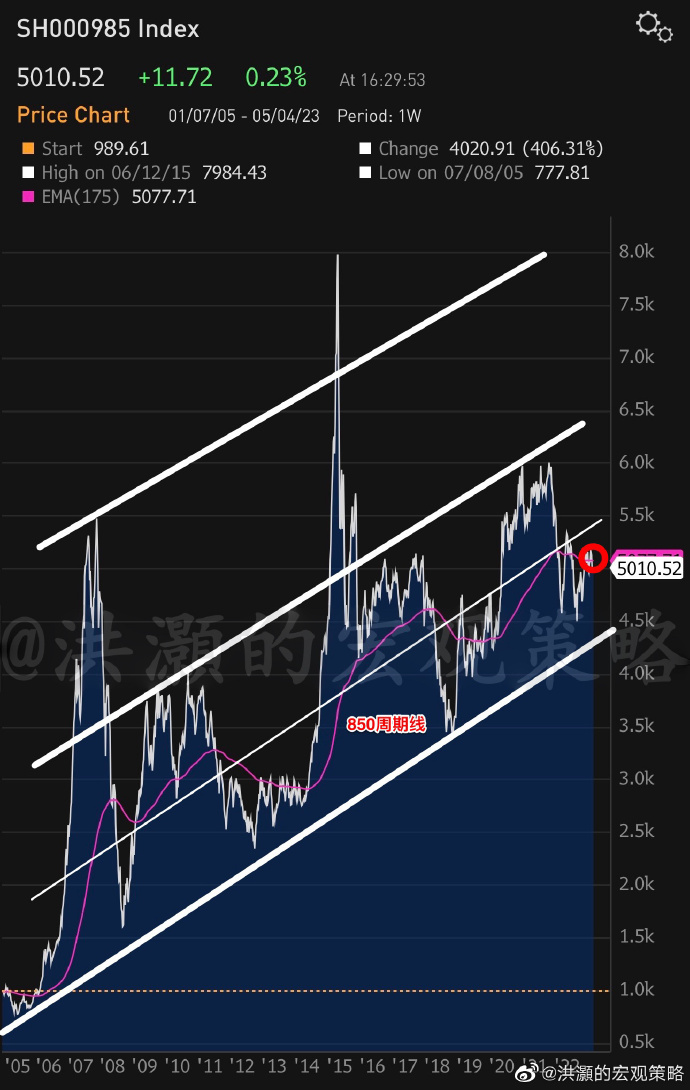 SH000985 Index
5010.52 +11.72 0.23% At 16:29:53
Price Chart 01/07/05 - 05/04/23 Period: 1W
Start 989.61 Change 4020.91 (406.31%)
High on 06/12/15 7984.43 Low on 07/08/05 777.81
EMA(175) 5077.71
8.0k
7.5k
7.0k
6.5k
6.0k
5.5k
5010.52
4.5k
@洪灝的宏观策略
4.0k
850周期线
3.5k
3.0k
2.5k
2.0k
1.5k
1.0k
0.5k
'05 '06 '07 '08 '09 '10 '11 '12 '13 '14 '15 '16 '17 '18 '19 '20 '21 '22
@洪灝的宏观策略